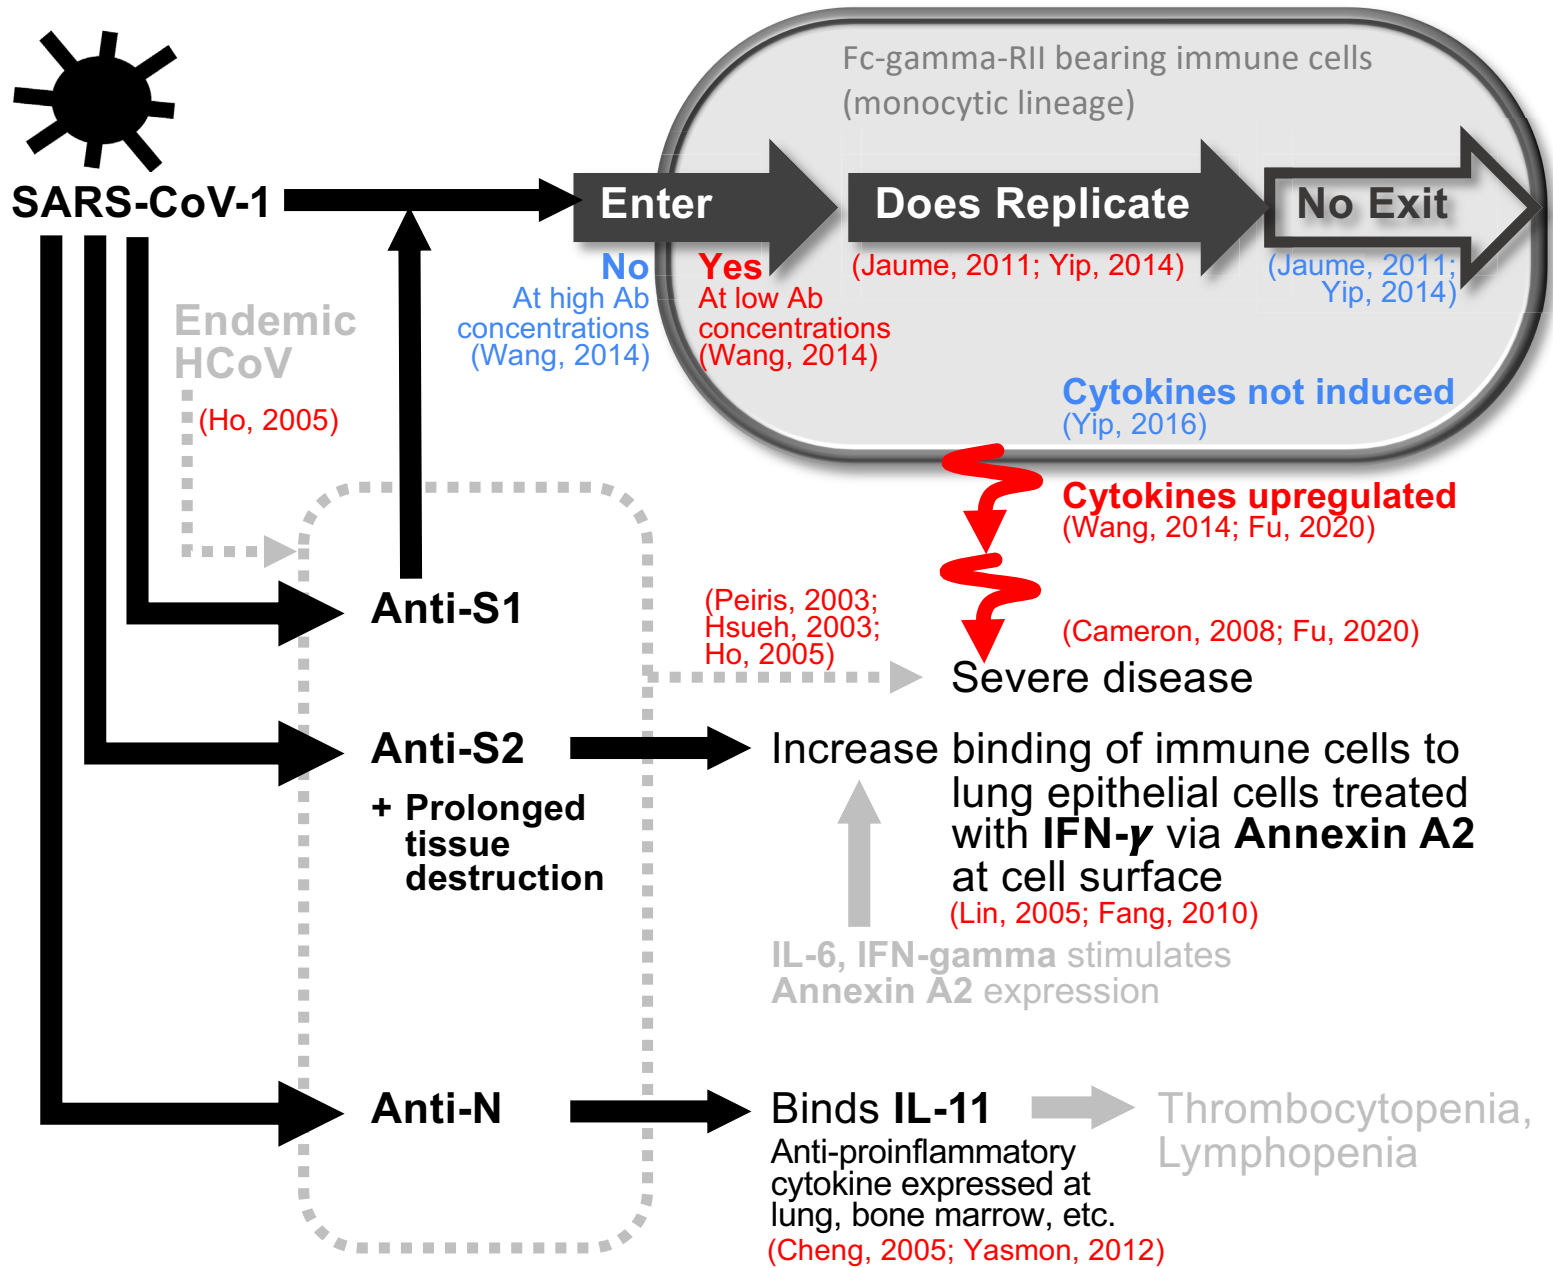 Fc-gamma-RII bearing immune cells
(monocytic lineage)
SARS-CoV-1
Enter
Does Replicate
No Exit
No
At high Ab
concentrations
(Wang, 2014)
Yes
At low Ab
concentrations
(Wang, 2014)
(Jaume, 2011; Yip, 2014)
(Jaume, 2011;
Yip, 2014)
Endemic
HCoV
(Ho, 2005)
Cytokines not induced
(Yip, 2016)
Cytokines upregulated
(Wang, 2014; Fu, 2020)
Anti-S1
(Peiris, 2003;
Hsueh, 2003;
Ho, 2005)
(Cameron, 2008; Fu, 2020)
Severe disease
Anti-S2
+ Prolonged
tissue
destruction
Increase binding of immune cells to
lung epithelial cells treated
with IFN-γ via Annexin A2
at cell surface
(Lin, 2005; Fang, 2010)
IL-6, IFN-gamma stimulates
Annexin A2 expression
Anti-N
Binds IL-11
Anti-proinflammatory
cytokine expressed at
lung, bone marrow, etc.
(Cheng, 2005; Yasmon, 2012)
Thrombocytopenia,
Lymphopenia